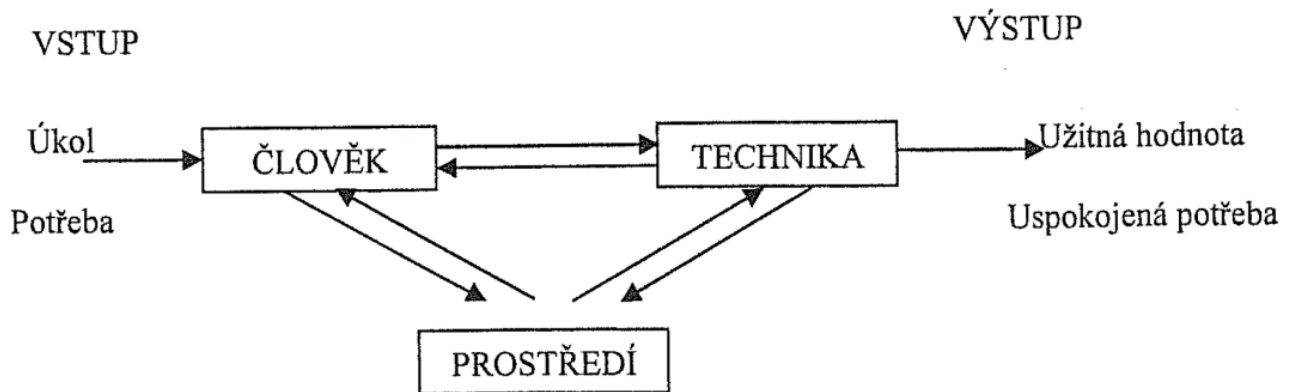 VSTUP
VÝSTUP
Úkol
ČLOVĚK
TECHNIKA
Užitná hodnota
Potřeba
Uspokojená potřeba
PROSTŘEDÍ